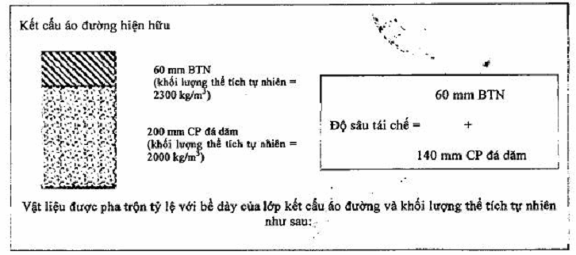 Kết cấu áo đường hiện hữu
60 mm BTN
(khối lượng thể tích tự nhiên =
2300 kg/m³)
200 mm CP đá dăm
(khối lượng thể tích tự nhiên =
2000 kg/m³)
60 mm BTN
Độ sâu tái chế = +
140 mm CP đá dăm
Vật liệu được pha trộn tỷ lệ với bề dày của lớp kết cấu áo đường và khối lượng thể tích tự nhiên
như sau: